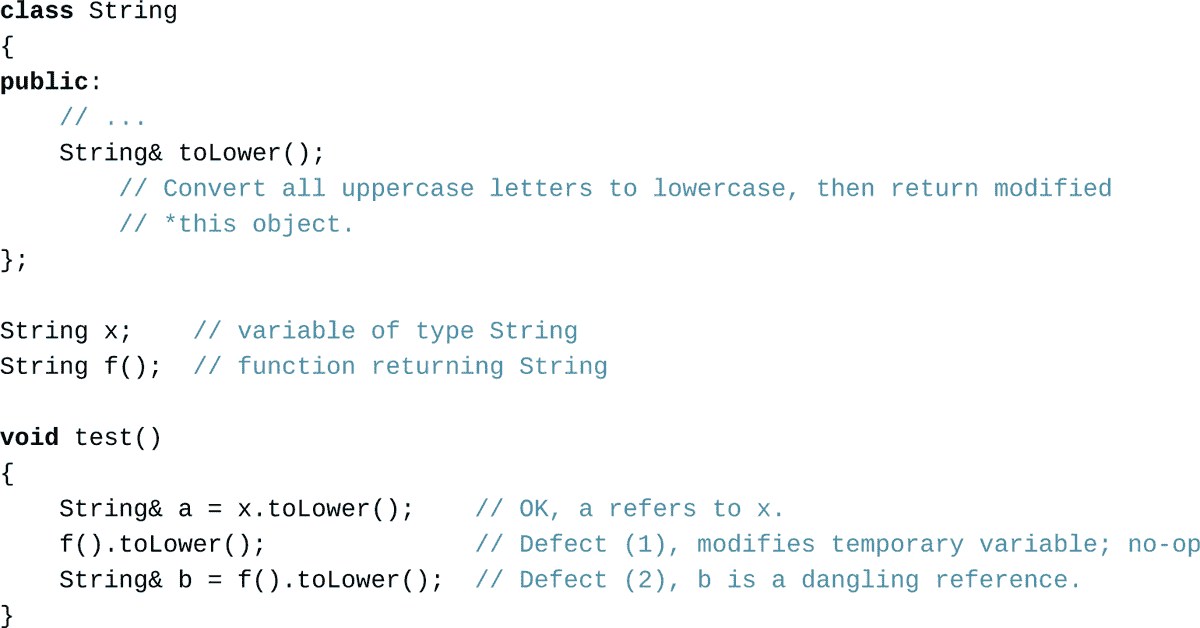 class String
{
public:
    // ...
    String& toLower();
        // Convert all uppercase letters to lowercase, then return modified
        // *this object.
};

String x;    // variable of type String
String f();  // function returning String

void test()
{
    String& a = x.toLower();    // OK, a refers to x.
    f().toLower();              // Defect (1), modifies temporary variable; no-op
    String& b = f().toLower();  // Defect (2), b is a dangling reference.
}